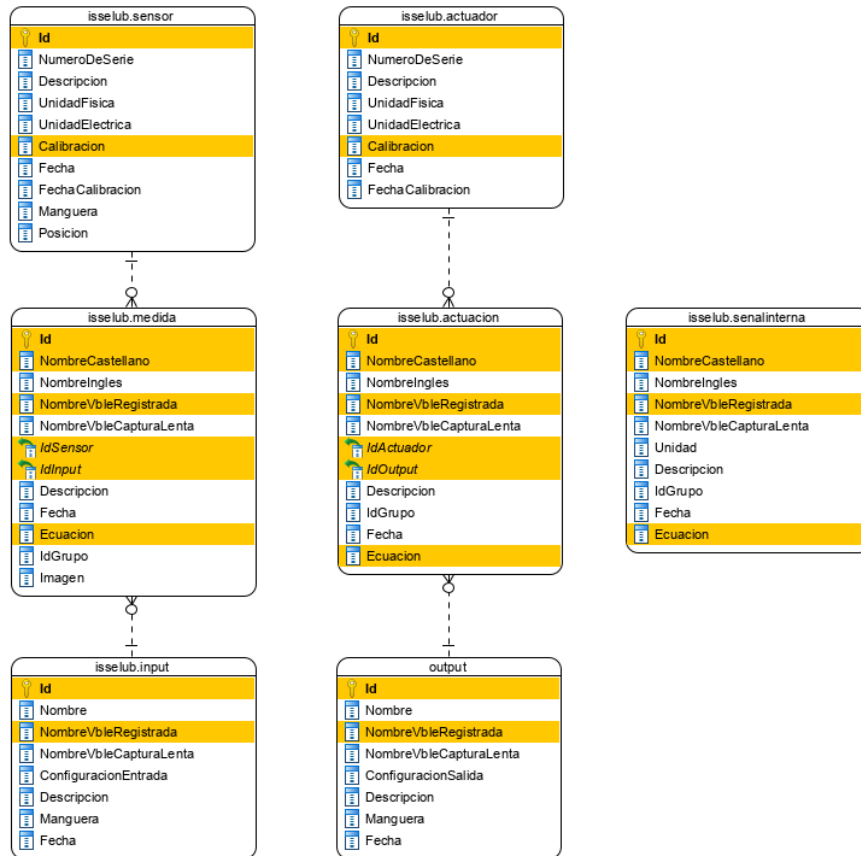 isselub.sensor
Id
NumeroDeSerie
Descripcion
UnidadFisica
UnidadElectrica
Calibracion
Fecha
FechaCalibracion
Manguera
Posicion
isselub.actuador
Id
NumeroDeSerie
Descripcion
UnidadFisica
UnidadElectrica
Calibracion
Fecha
FechaCalibracion
isselub.medida
Id
NombreCastellano
NombreIngles
NombreVbleRegistrada
NombreVbleCapturaLenta
IdSensor
IdInput
Descripcion
Fecha
Ecuacion
IdGrupo
Imagen
isselub.actuacion
Id
NombreCastellano
NombreIngles
NombreVbleRegistrada
NombreVbleCapturaLenta
IdActuador
IdOutput
Descripcion
IdGrupo
Fecha
Ecuacion
isselub.senalinterna
Id
NombreCastellano
NombreIngles
NombreVbleRegistrada
NombreVbleCapturaLenta
Unidad
Descripcion
IdGrupo
Fecha
Ecuacion
isselub.input
Id
Nombre
NombreVbleRegistrada
NombreVbleCapturaLenta
ConfiguracionEntrada
Descripcion
Manguera
Fecha
output
Id
Nombre
NombreVbleRegistrada
NombreVbleCapturaLenta
ConfiguracionSalida
Descripcion
Manguera
Fecha